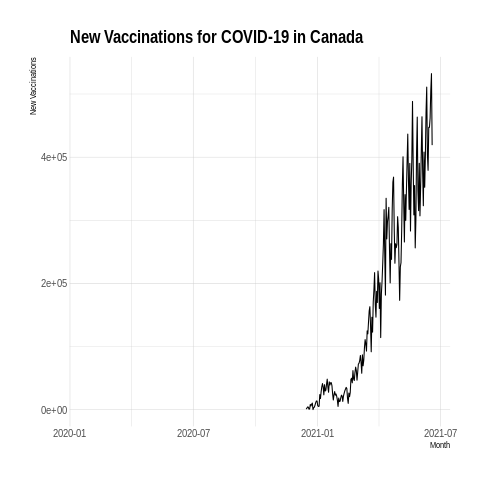 New Vaccinations for COVID-19 in Canada
New Vaccinations
4e+05
2e+05
0e+00
2020-01
2020-07
2021-01
2021-07
Month